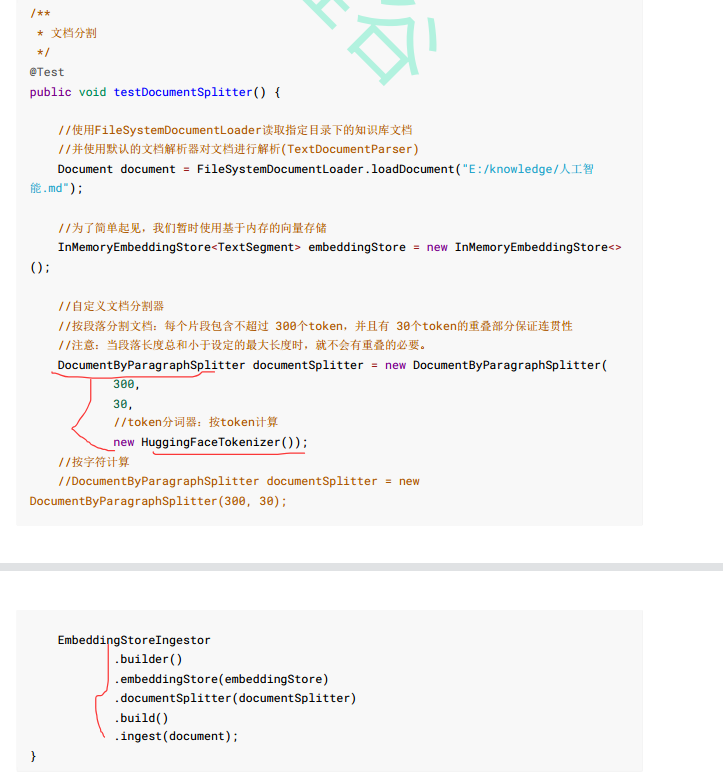 /**
 * 文档分割
 */
@Test
public void testDocumentSplitter() {
//使用FileSystemDocumentLoader读取指定目录下的知识库文档
//并使用默认的文档解析器对文档进行解析(TextDocumentParser)
Document document = FileSystemDocumentLoader.loadDocument("E:/knowledge/人工智
能.md");
//为了简单起见，我们暂时使用基于内存的向量存储
InMemoryEmbeddingStore<TextSegment> embeddingStore = new InMemoryEmbeddingStore<>
();
//自定义文档分割器
//按段落分割文档：每个片段包含不超过 300个token，并且有 30个token的重叠部分保证连贯性
//注意：当段落长度总和小于设定的最大长度时，就不会有重叠的必要。
DocumentByParagraphSplitter documentSplitter = new DocumentByParagraphSplitter(
300,
30,
//token分词器：按token计算
new HuggingFaceTokenizer());
//按字符计算
//DocumentByParagraphSplitter documentSplitter = new
DocumentByParagraphSplitter(300, 30);
EmbeddingStoreIngestor
.builder()
.embeddingStore(embeddingStore)
.documentSplitter(documentSplitter)
.build()
.ingest(document);
}
谷